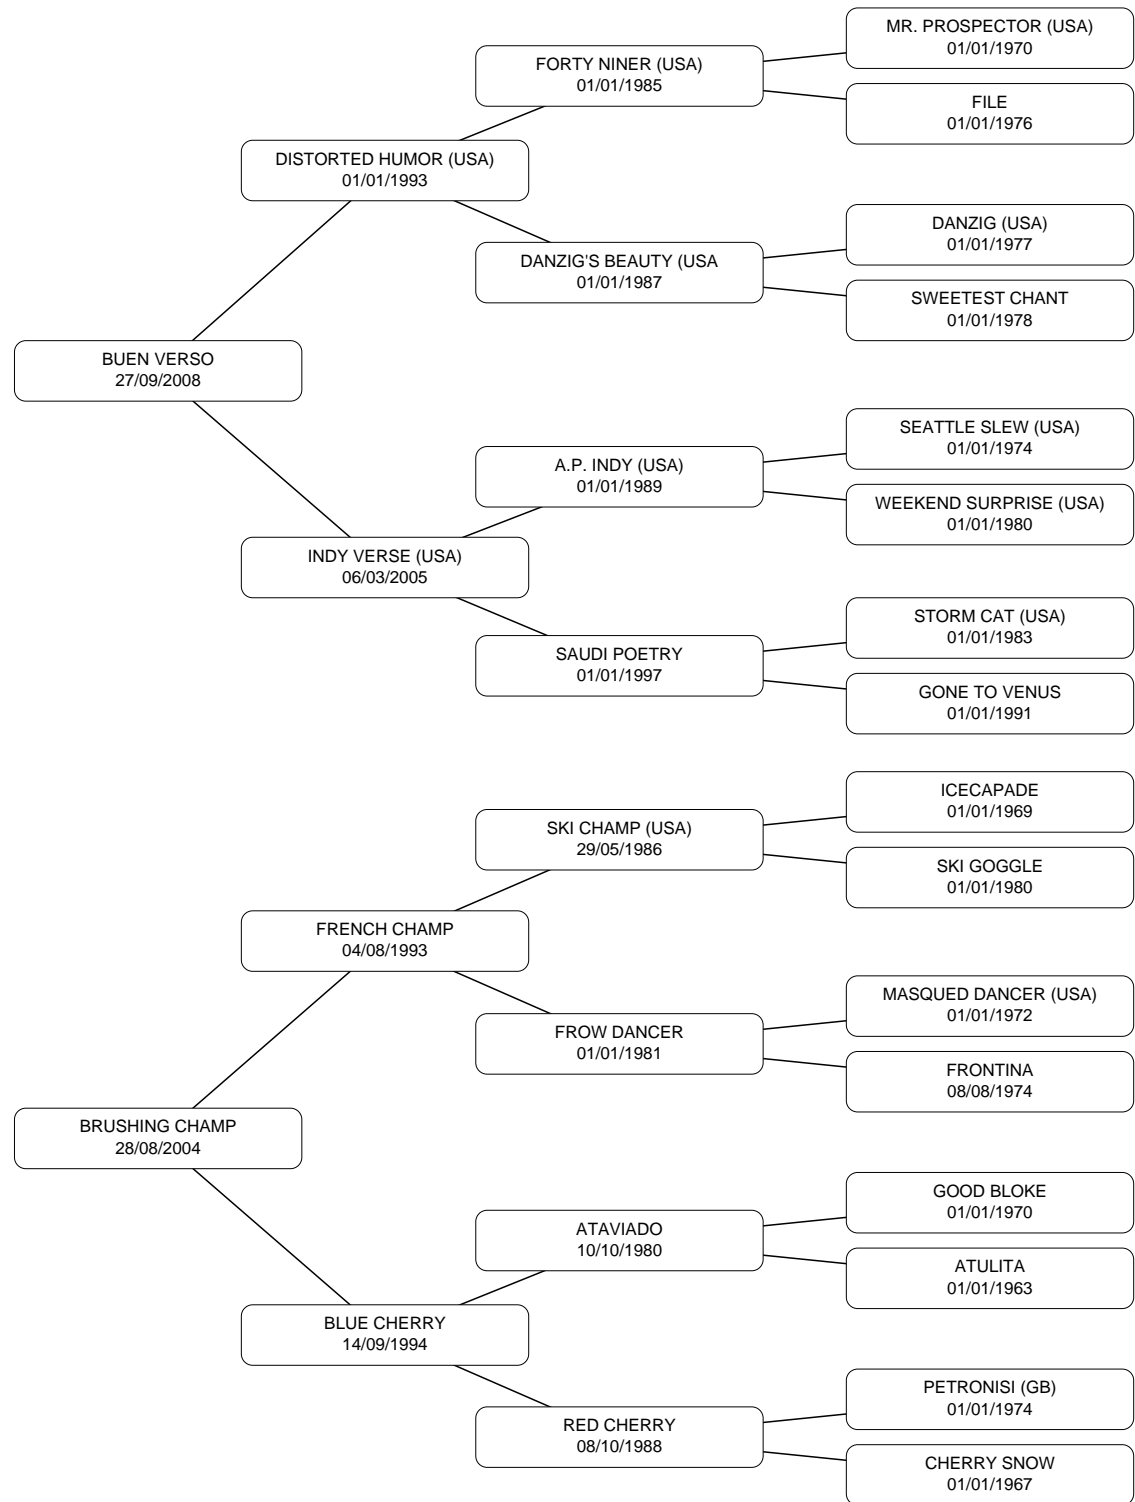 MR. PROSPECTOR (USA)
01/01/1970
FORTY NINER (USA)
01/01/1985
FILE
01/01/1976
DISTORTED HUMOR (USA)
01/01/1993
DANZIG (USA)
01/01/1977
DANZIG'S BEAUTY (USA
01/01/1987
SWEETEST CHANT
01/01/1978
BUEN VERSO
27/09/2008
SEATTLE SLEW (USA)
01/01/1974
A.P. INDY (USA)
01/01/1989
WEEKEND SURPRISE (USA)
01/01/1980
INDY VERSE (USA)
06/03/2005
STORM CAT (USA)
01/01/1983
SAUDI POETRY
01/01/1997
GONE TO VENUS
01/01/1991
ICECAPADE
01/01/1969
SKI CHAMP (USA)
29/05/1986
SKI GOGGLE
01/01/1980
FRENCH CHAMP
04/08/1993
MASQUED DANCER (USA)
01/01/1972
FROW DANCER
01/01/1981
FRONTINA
08/08/1974
BRUSHING CHAMP
28/08/2004
GOOD BLOKE
01/01/1970
ATAVIADO
10/10/1980
ATULITA
01/01/1963
BLUE CHERRY
14/09/1994
PETRONISI (GB)
01/01/1974
RED CHERRY
08/10/1988
CHERRY SNOW
01/01/1967